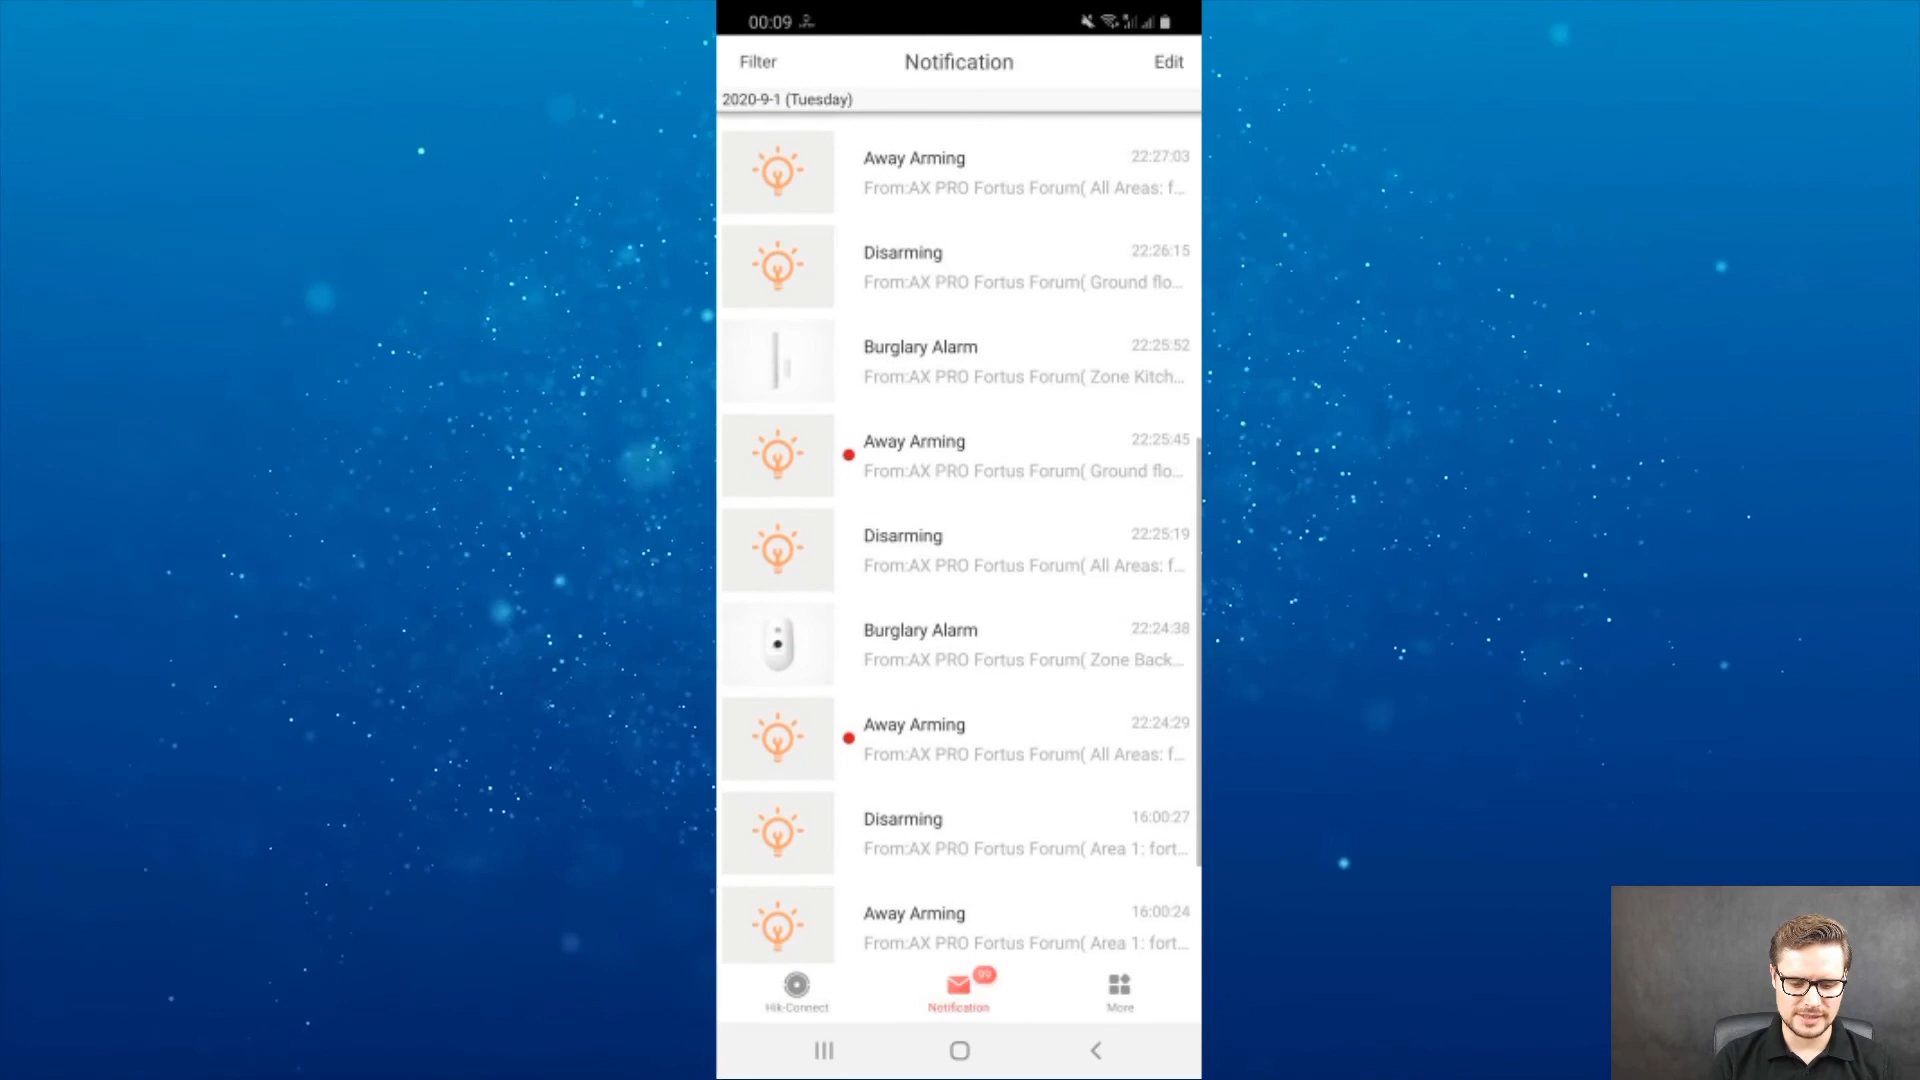 00:09
Filter
Notification
Edit
2020-9-1 (Tuesday)
Away Arming
22:27:03
From:AX PRO Fortus Forum( All Areas: f...
Disarming
22:26:15
From:AX PRO Fortus Forum( Ground flo...
Burglary Alarm
22:25:52
From:AX PRO Fortus Forum( Zone Kitch...
Away Arming
22:25:45
From:AX PRO Fortus Forum( Ground flo...
Disarming
22:25:19
From:AX PRO Fortus Forum( All Areas: f...
Burglary Alarm
22:24:38
From:AX PRO Fortus Forum( Zone Back...
Away Arming
22:24:29
From:AX PRO Fortus Forum( All Areas: f...
Disarming
16:00:27
From:AX PRO Fortus Forum( Area 1: fort...
Away Arming
16:00:24
From:AX PRO Fortus Forum( Area 1: fort...
99
Hik-Connect
Notification
More